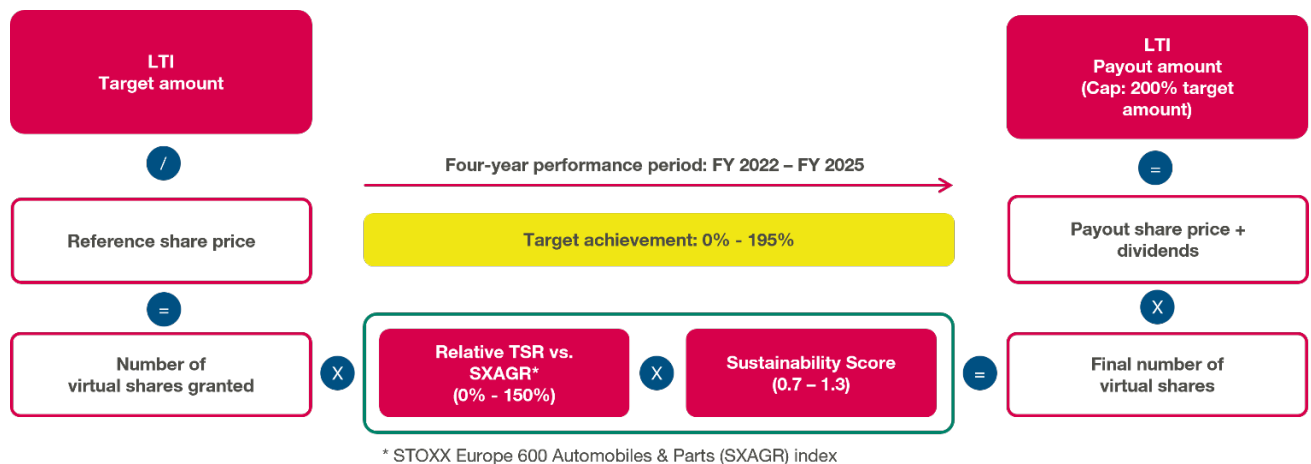 LTI
Target amount
/
Reference share price
=
Number of
virtual shares granted
X
Four-year performance period: FY 2022 – FY 2025
Target achievement: 0% - 195%
Relative TSR vs.
SXAGR*
(0% - 150%)
X
Sustainability Score
(0.7 – 1.3)
=
LTI
Payout amount
(Cap: 200% target
amount)
=
Payout share price +
dividends
X
Final number of
virtual shares
* STOXX Europe 600 Automobiles & Parts (SXAGR) index